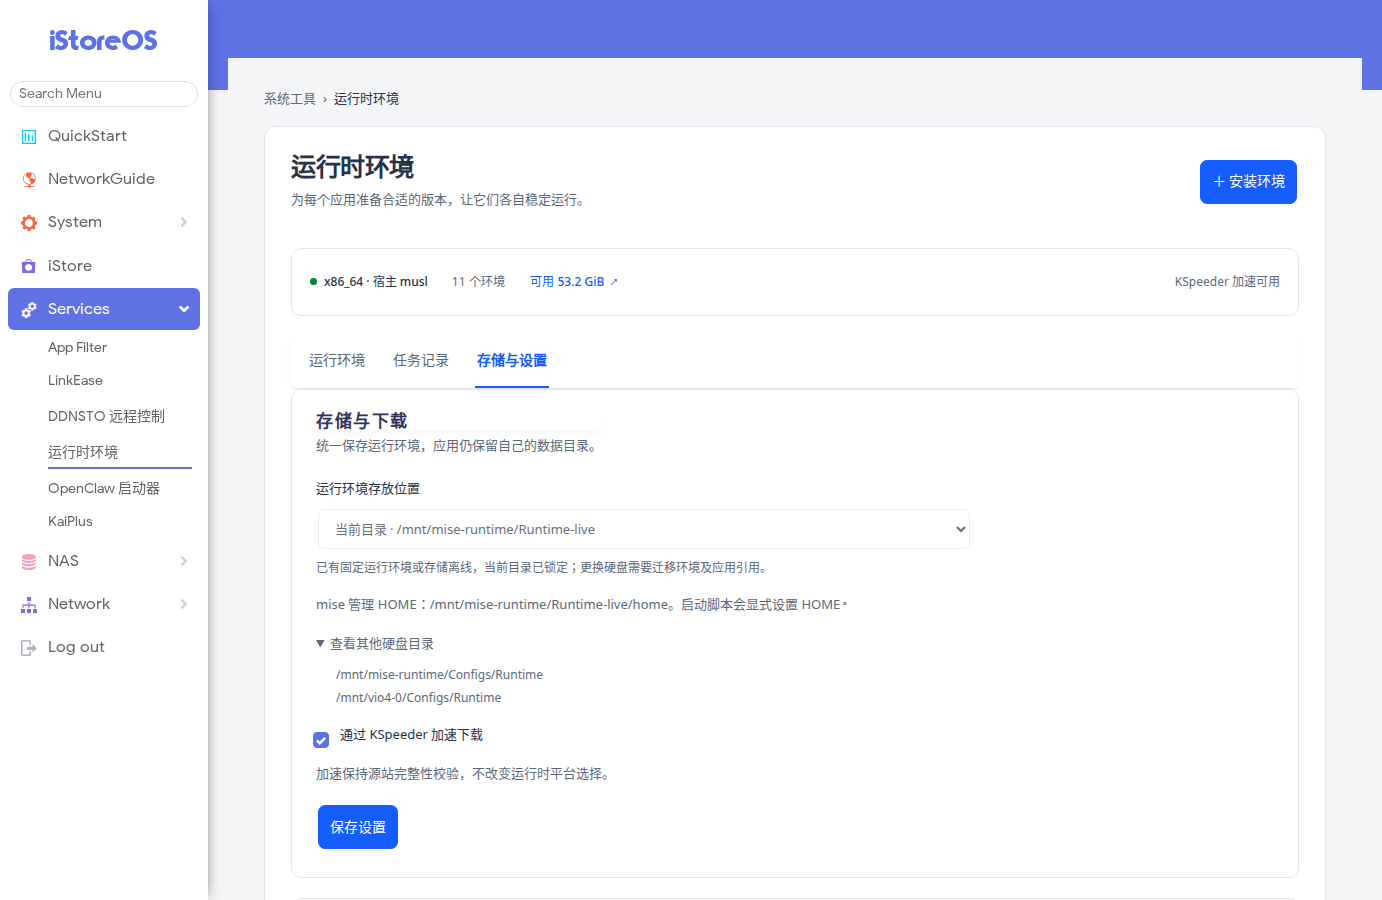 iStoreOS
Search Menu
QuickStart
NetworkGuide
System
iStore
Services
App Filter
LinkEase
DDNSTO 远程控制
运行时环境
OpenClaw 启动器
KaiPlus
NAS
Network
Log out
系统工具 › 运行时环境
运行时环境
为每个应用准备合适的版本，让它们各自稳定运行。
＋ 安装环境
x86_64 · 宿主 musl 11 个环境 可用 53.2 GiB ↗ KSpeeder 加速可用
运行环境 任务记录 存储与设置
存储与下载
统一保存运行环境，应用仍保留自己的数据目录。
运行环境存放位置
当前目录 · /mnt/mise-runtime/Runtime-live
已有固定运行环境或存储离线，当前目录已锁定；更换硬盘需要迁移环境及应用引用。
mise 管理 HOME：/mnt/mise-runtime/Runtime-live/home。启动脚本会显式设置 HOME。
▼ 查看其他硬盘目录
/mnt/mise-runtime/Configs/Runtime
/mnt/vio4-0/Configs/Runtime
通过 KSpeeder 加速下载
加速保持源站完整性校验，不改变运行时平台选择。
保存设置